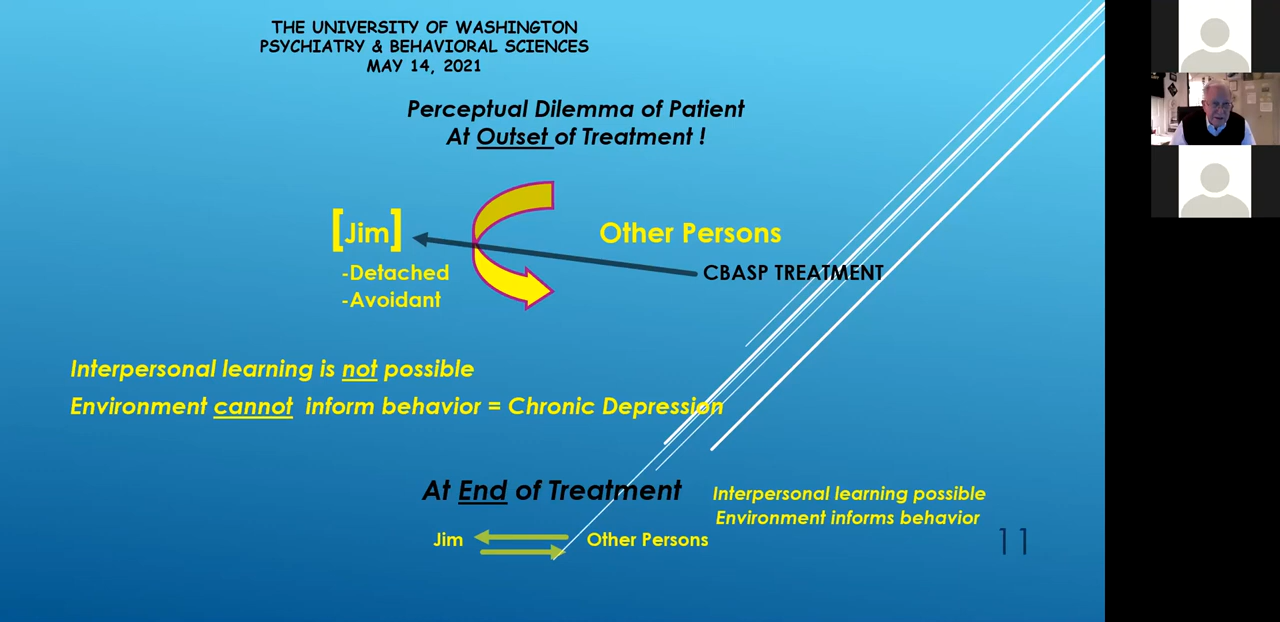 THE UNIVERSITY OF WASHINGTON
PSYCHIATRY & BEHAVIORAL SCIENCES
MAY 14, 2021
Perceptual Dilemma of Patient
At Outset of Treatment !
[Jim]
Other Persons
-Detached
CBASP TREATMENT
-Avoidant
Interpersonal learning is not possible
Environment cannot inform behavior = Chronic Depression
At End of Treatment
Interpersonal learning possible
Environment informs behavior
Jim
Other Persons
11